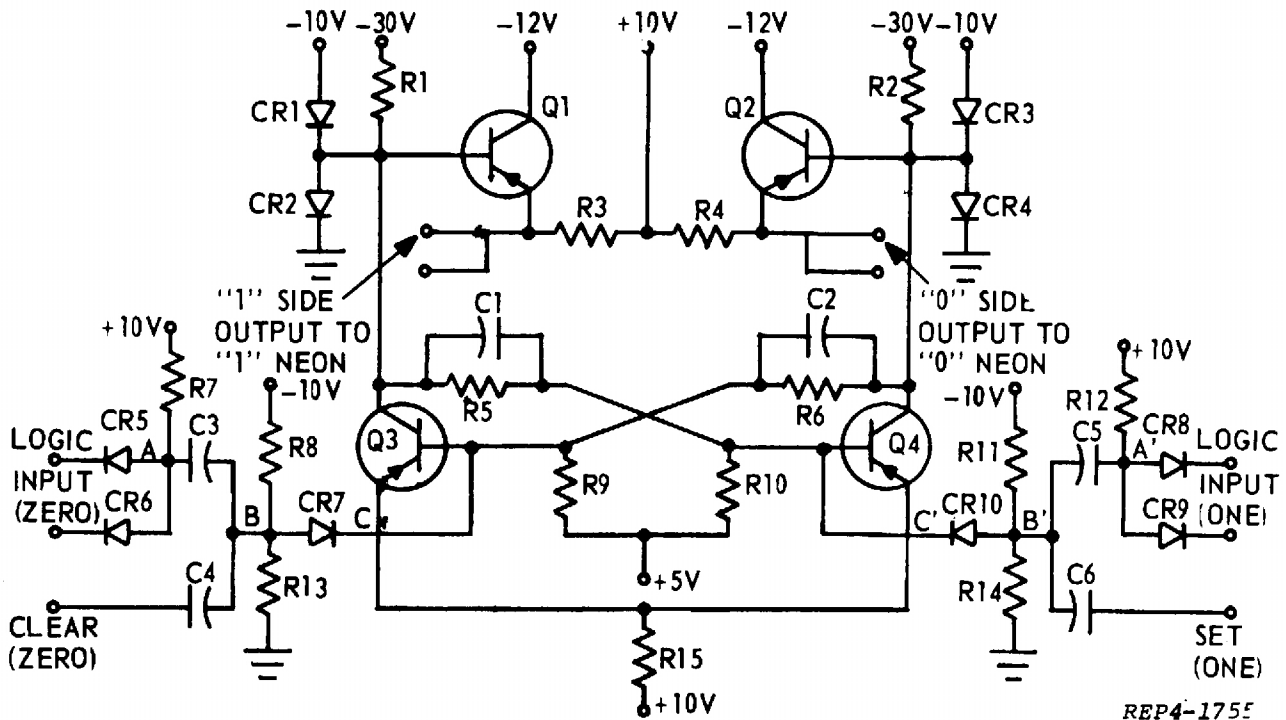 -10V -30V -12V +10V -12V -30V -10V
CR1 R1 Q1 Q2 R2 CR3
CR2 R3 R4 CR4
"1" SIDE
OUTPUT TO
"1" NEON
"0" SIDE
OUTPUT TO
"0" NEON
C1 C2
+10V -10V -10V +10V
R7 R5 R6 R12
CR5 C3 R8 Q3 Q4 R11 C5 CR8
LOGIC
INPUT
(ZERO)
A A'
LOGIC
INPUT
(ONE)
CR6 R9 R10 CR9
B CR7 C C' CR10 B'
C4 R13 +5V R14 C6
CLEAR
(ZERO)
R15
SET
(ONE)
+10V
REP4-175